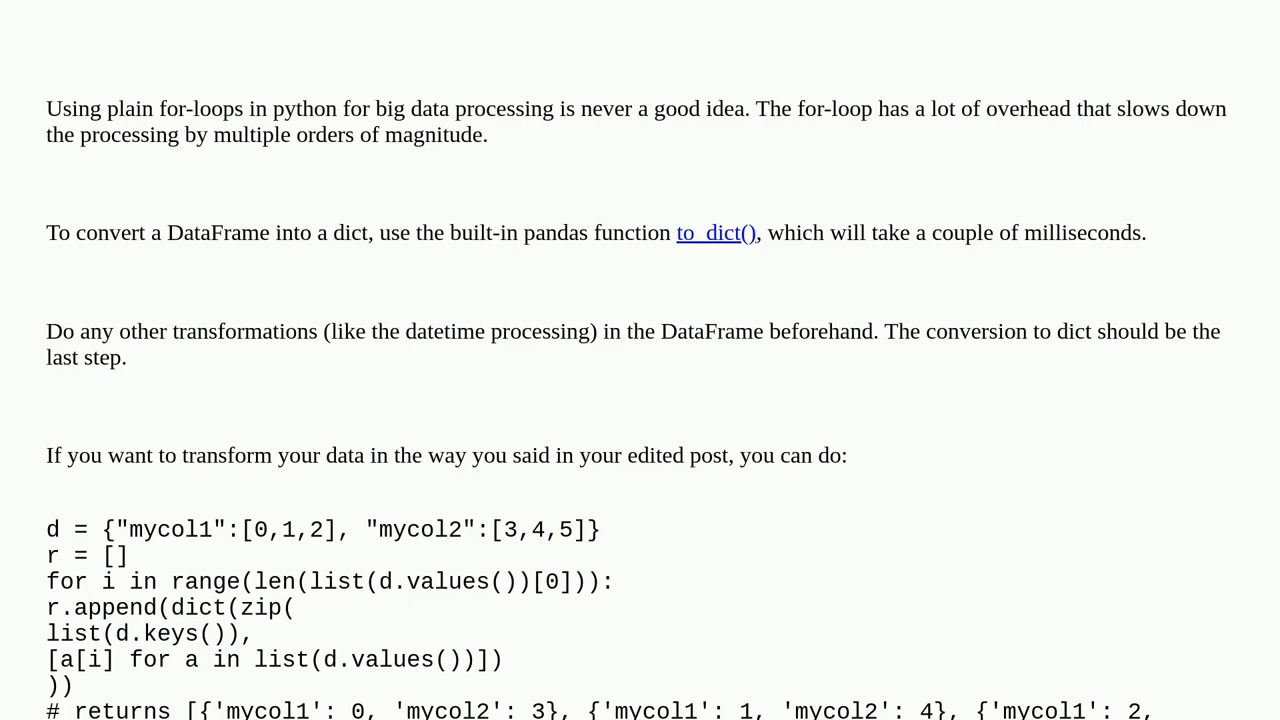 Using plain for-loops in python for big data processing is never a good idea. The for-loop has a lot of overhead that slows down
the processing by multiple orders of magnitude.
To convert a DataFrame into a dict, use the built-in pandas function to_dict(), which will take a couple of milliseconds.
Do any other transformations (like the datetime processing) in the DataFrame beforehand. The conversion to dict should be the
last step.
If you want to transform your data in the way you said in your edited post, you can do:
d = {"mycol1":[0,1,2], "mycol2":[3,4,5]}
r = []
for i in range(len(list(d.values())[0])):
r.append(dict(zip(
list(d.keys()),
[a[i] for a in list(d.values())])
))
# returns [{'mycol1': 0, 'mycol2': 3}, {'mycol1': 1, 'mycol2': 4}, {'mycol1': 2,